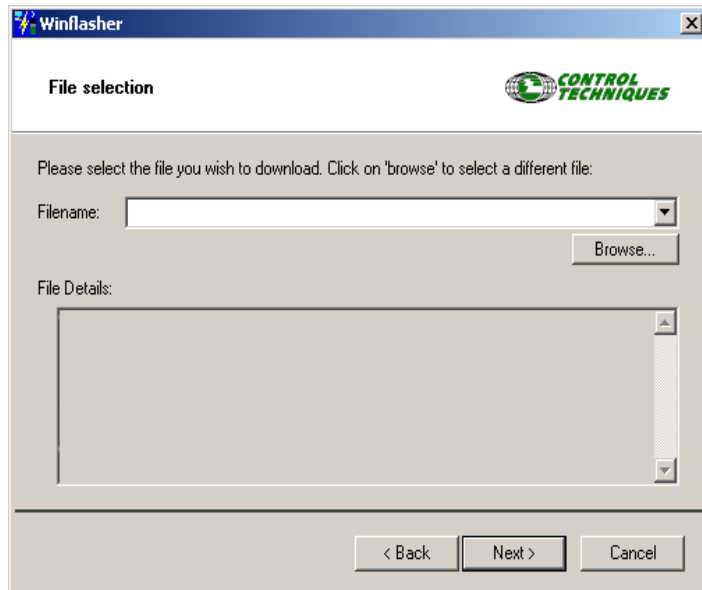 Winflasher
File selection
CONTROL
TECHNIQUES
Please select the file you wish to download. Click on 'browse' to select a different file:
Filename:
Browse...
File Details:
< Back
Next >
Cancel